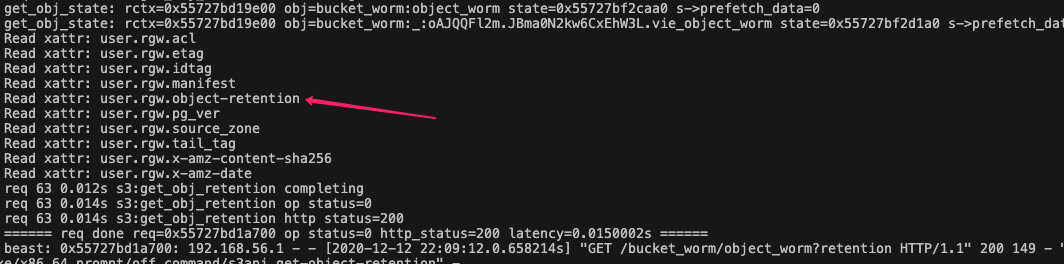 get_obj_state: rctx=0x55727bd19e00 obj=bucket_worm:object_worm state=0x55727bf2caa0 s->prefetch_data=0
get_obj_state: rctx=0x55727bd19e00 obj=bucket_worm:_:oAJQQFl2m.JBma0N2kw6CxEhW3L.vie_object_worm state=0x55727bf2d1a0 s->prefetch_dat
Read xattr: user.rgw.acl
Read xattr: user.rgw.etag
Read xattr: user.rgw.idtag
Read xattr: user.rgw.manifest
Read xattr: user.rgw.object-retention
Read xattr: user.rgw.pg_ver
Read xattr: user.rgw.source_zone
Read xattr: user.rgw.tail_tag
Read xattr: user.rgw.x-amz-content-sha256
Read xattr: user.rgw.x-amz-date
req 63 0.012s s3:get_obj_retention completing
req 63 0.014s s3:get_obj_retention op status=0
req 63 0.014s s3:get_obj_retention http status=200
====== req done req=0x55727bd1a700 op status=0 http_status=200 latency=0.0150002s ======
beast: 0x55727bd1a700: 192.168.56.1 - - [2020-12-12 22:09:12.0.658214s] "GET /bucket_worm/object_worm?retention HTTP/1.1" 200 149 - "
ke/x86_64 prompt/off command/s3api.get-object-retention" -